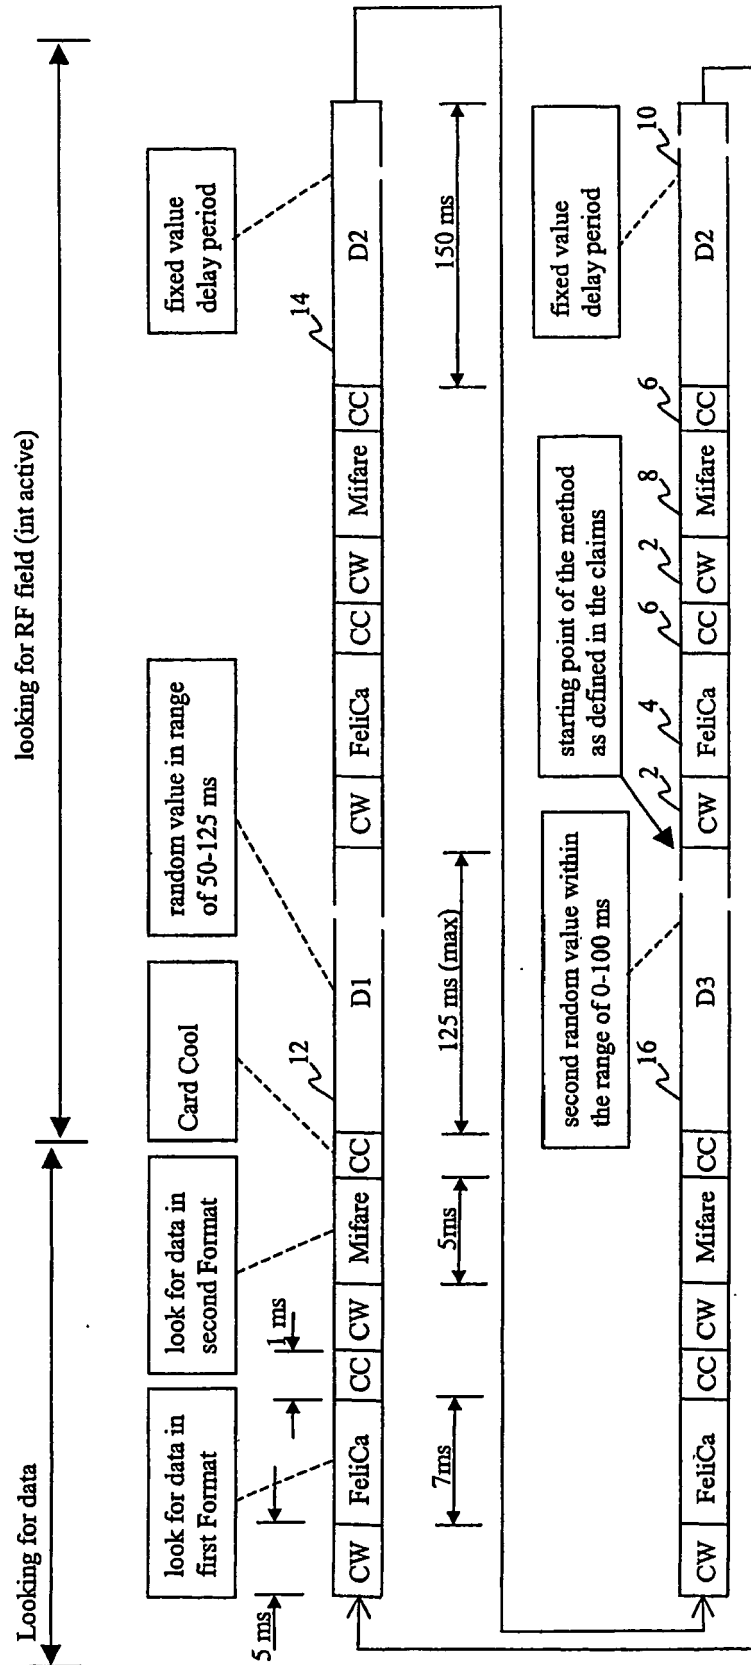 Looking for data
looking for RF field (int active)
look for data in
first Format
look for data in
second Format
Card Cool
random value in range
of 50-125 ms
fixed value
delay period
5 ms
1 ms
12
14
CW
FeliCa
CC
CW
Mifare
CC
D1
CW
FeliCa
CC
CW
Mifare
CC
D2
7ms
5ms
125 ms (max)
150 ms
second random value within
the range of 0-100 ms
starting point of the method
as defined in the claims
fixed value
delay period
16
2
4
6
2
8
6
10
CW
FeliCa
CC
CW
Mifare
CC
D3
CW
FeliCa
CC
CW
Mifare
CC
D2